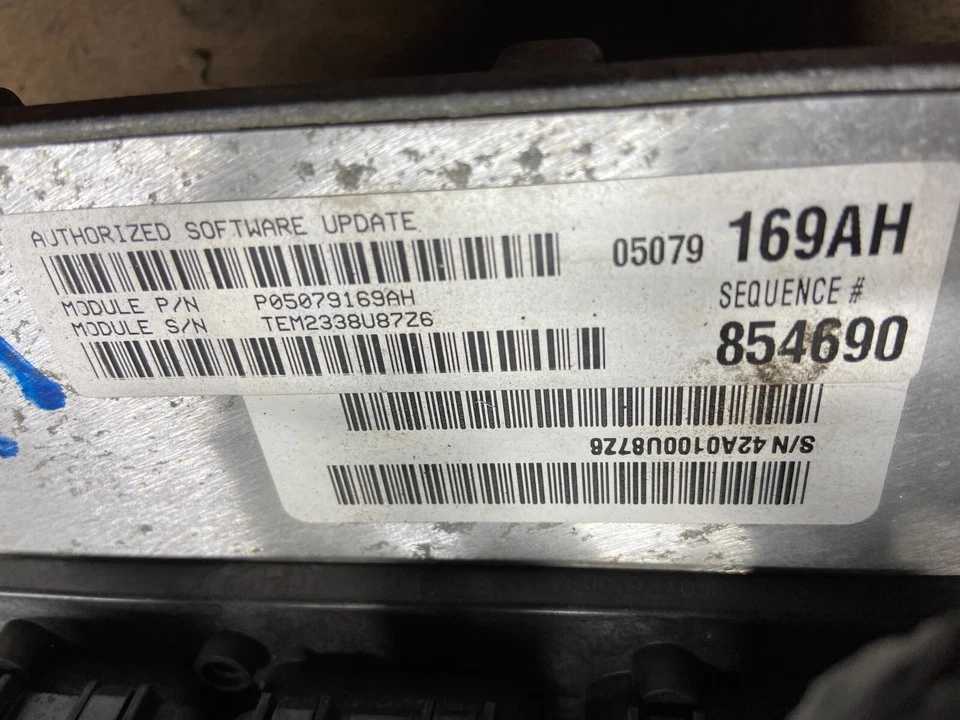 AUTHORIZED SOFTWARE UPDATE
05079 169AH
MODULE P/N P05079169AH
MODULE S/N TEM2338U87Z6
SEQUENCE #
854690
S/N 42A0100U87Z6